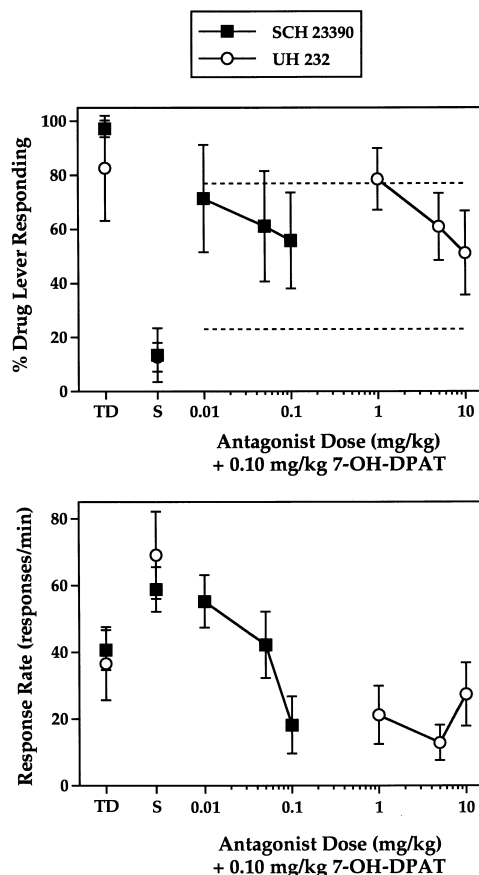 SCH 23390
UH 232
% Drug Lever Responding
100
80
60
40
20
0
TD S 0.01 0.1 1 10
Antagonist Dose (mg/kg)
+ 0.10 mg/kg 7-OH-DPAT
Response Rate (responses/min)
80
60
40
20
0
TD S 0.01 0.1 1 10
Antagonist Dose (mg/kg)
+ 0.10 mg/kg 7-OH-DPAT